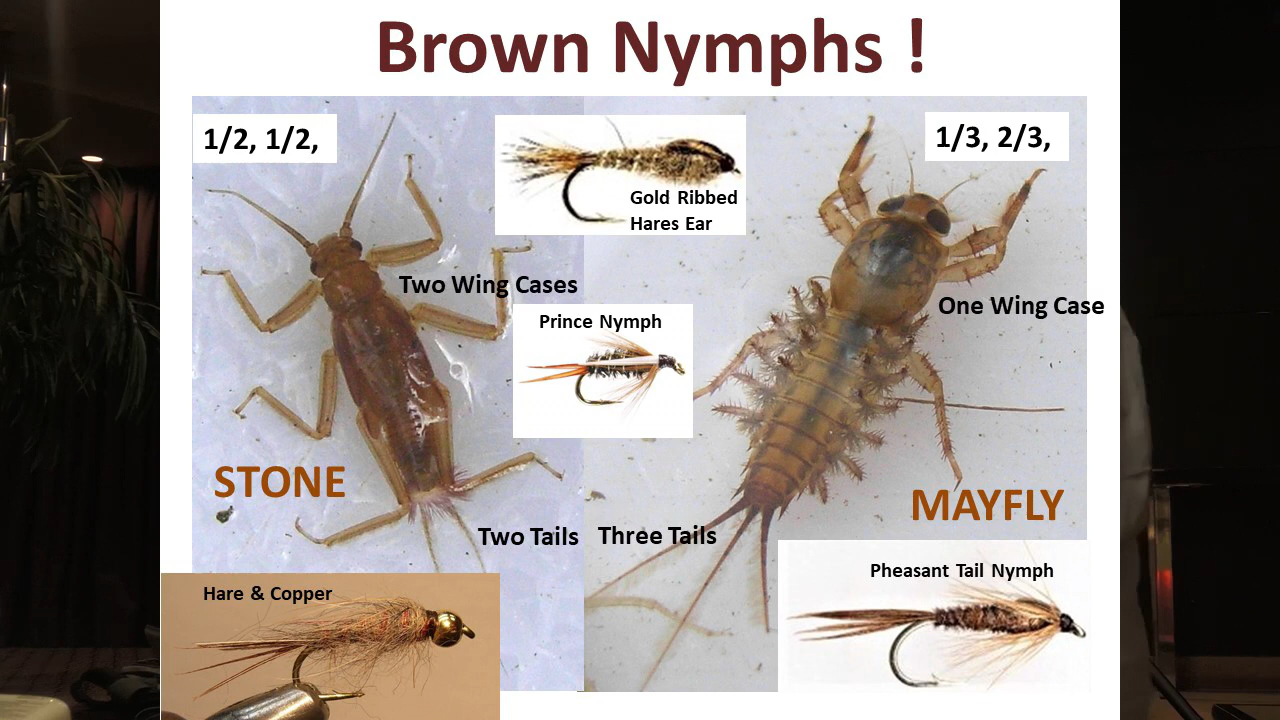 Brown Nymphs !
1/2, 1/2,
1/3, 2/3,
Gold Ribbed
Hares Ear
Two Wing Cases
One Wing Case
Prince Nymph
STONE
MAYFLY
Two Tails
Three Tails
Hare & Copper
Pheasant Tail Nymph